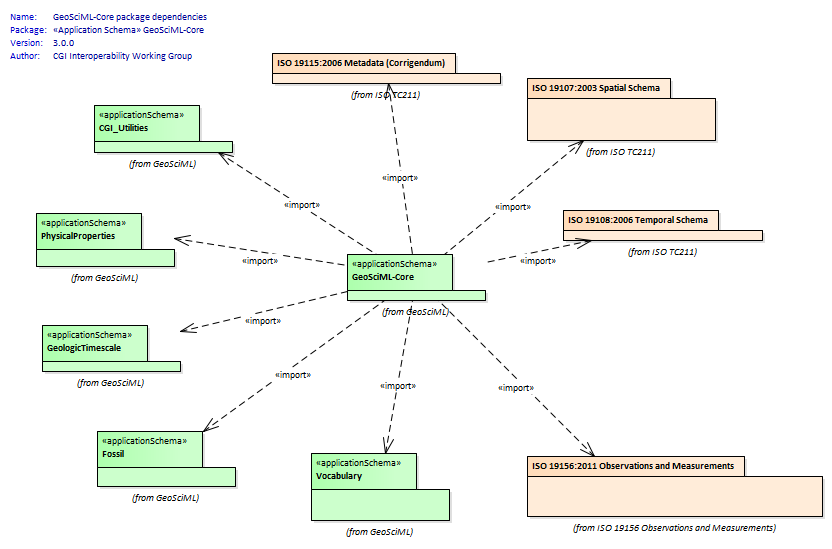 Name: GeoSciML-Core package dependencies
Package: «Application Schema» GeoSciML-Core
Version: 3.0.0
Author: CGI Interoperability Working Group
ISO 19115:2006 Metadata (Corrigendum)
(from ISO TC211)
ISO 19107:2003 Spatial Schema
(from ISO TC211)
«applicationSchema»
CGI_Utilities
(from GeoSciML)
«import»
«import»
«import»
«applicationSchema»
PhysicalProperties
(from GeoSciML)
ISO 19108:2006 Temporal Schema
(from ISO TC211)
«import»
«import»
«applicationSchema»
GeoSciML-Core
(from GeoSciML)
«applicationSchema»
GeologicTimescale
(from GeoSciML)
«import»
«import»
«import»
«import»
«applicationSchema»
Fossil
(from GeoSciML)
«applicationSchema»
Vocabulary
(from GeoSciML)
ISO 19156:2011 Observations and Measurements
(from ISO 19156 Observations and Measurements)